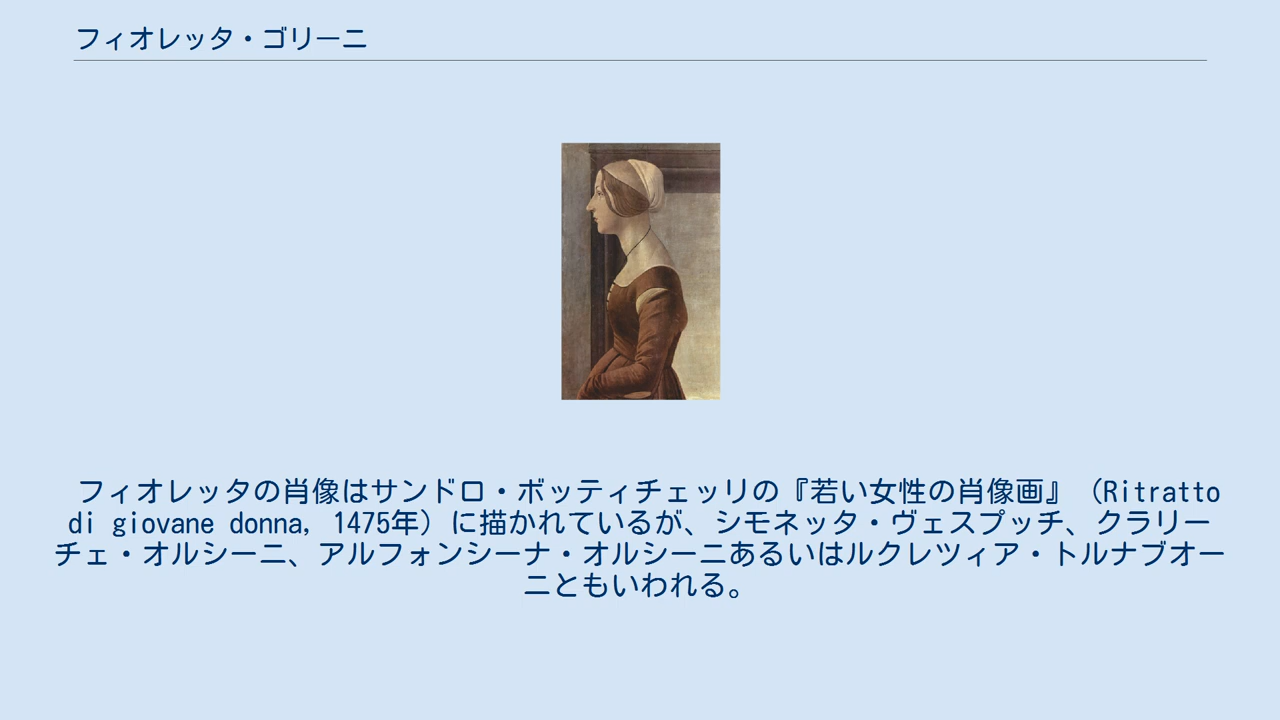 フィオレッタ・ゴリーニ
フィオレッタの肖像はサンドロ・ボッティチェッリの『若い女性の肖像画』（Ritratto
di giovane donna, 1475年）に描かれているが、シモネッタ・ヴェスプッチ、クラリー
チェ・オルシーニ、アルフォンシーナ・オルシーニあるいはルクレツィア・トルナブオー
ニともいわれる。